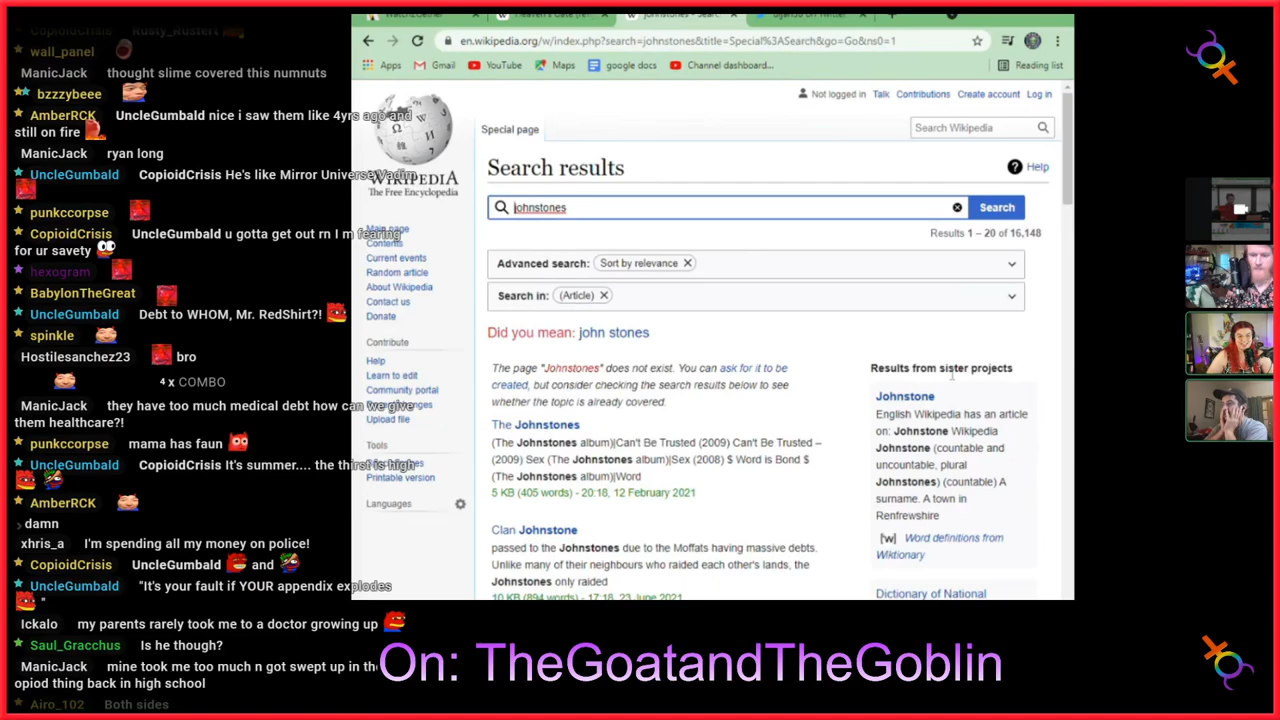 CopioidCrisis Rusty_Rustert
wall_panel
ManicJack thought slime covered this numnuts
bzzzybeee
AmberRCK UncleGumbald nice i saw them like 4yrs ago and
still on fire
ManicJack ryan long
UncleGumbald CopioidCrisis He's like Mirror Universe Vadim
punkccorpse
CopioidCrisis UncleGumbald u gotta get out rn I m fearing
for ur savety
hexogram
BabylonTheGreat
UncleGumbald Debt to WHOM, Mr. RedShirt?!
spinkle
Hostilesanchez23 bro
4 x COMBO
ManicJack they have too much medical debt how can we give
them healthcare?!
punkccorpse mama has faun
UncleGumbald CopioidCrisis It's summer.... the thirst is high
AmberRCK
damn
xhris_a I'm spending all my money on police!
CopioidCrisis UncleGumbald and
UncleGumbald "It's your fault if YOUR appendix explodes
"
Ickalo my parents rarely took me to a doctor growing up
Saul_Gracchus Is he though?
ManicJack mine took me too much n got swept up in the
opiod thing back in high school
Airo_102 Both sides
en.wikipedia.org/w/index.php?search=johnstones&title=Special%3ASearch&go=Go&ns0=1
Apps Gmail YouTube Maps google docs Channel dashboard... Reading list
Not logged in Talk Contributions Create account Log in
WIKIPEDIA
The Free Encyclopedia
Main page
Contents
Current events
Random article
About Wikipedia
Contact us
Donate
Contribute
Help
Learn to edit
Community portal
Upload file
Tools
Printable version
Languages
Special page
Search Wikipedia
Search results
Help
johnstones
Search
Results 1 – 20 of 16,148
Advanced search: Sort by relevance
Search in: (Article)
Did you mean: john stones
The page "Johnstones" does not exist. You can ask for it to be
created, but consider checking the search results below to see
whether the topic is already covered.
The Johnstones
(The Johnstones album)|Can't Be Trusted (2009) Can't Be Trusted –
(2009) Sex (The Johnstones album)|Sex (2008) $ Word is Bond $
(The Johnstones album)|Word
5 KB (405 words) - 20:18, 12 February 2021
Clan Johnstone
passed to the Johnstones due to the Moffats having massive debts.
Unlike many of their neighbours who raided each other's lands, the
Johnstones only raided
10 KB (894 words) - 17:18, 23 June 2021
Results from sister projects
Johnstone
English Wikipedia has an article
on: Johnstone Wikipedia
Johnstone (countable and
uncountable, plural
Johnstones) (countable) A
surname. A town in
Renfrewshire
Word definitions from
Wiktionary
Dictionary of National
On: TheGoatandTheGoblin